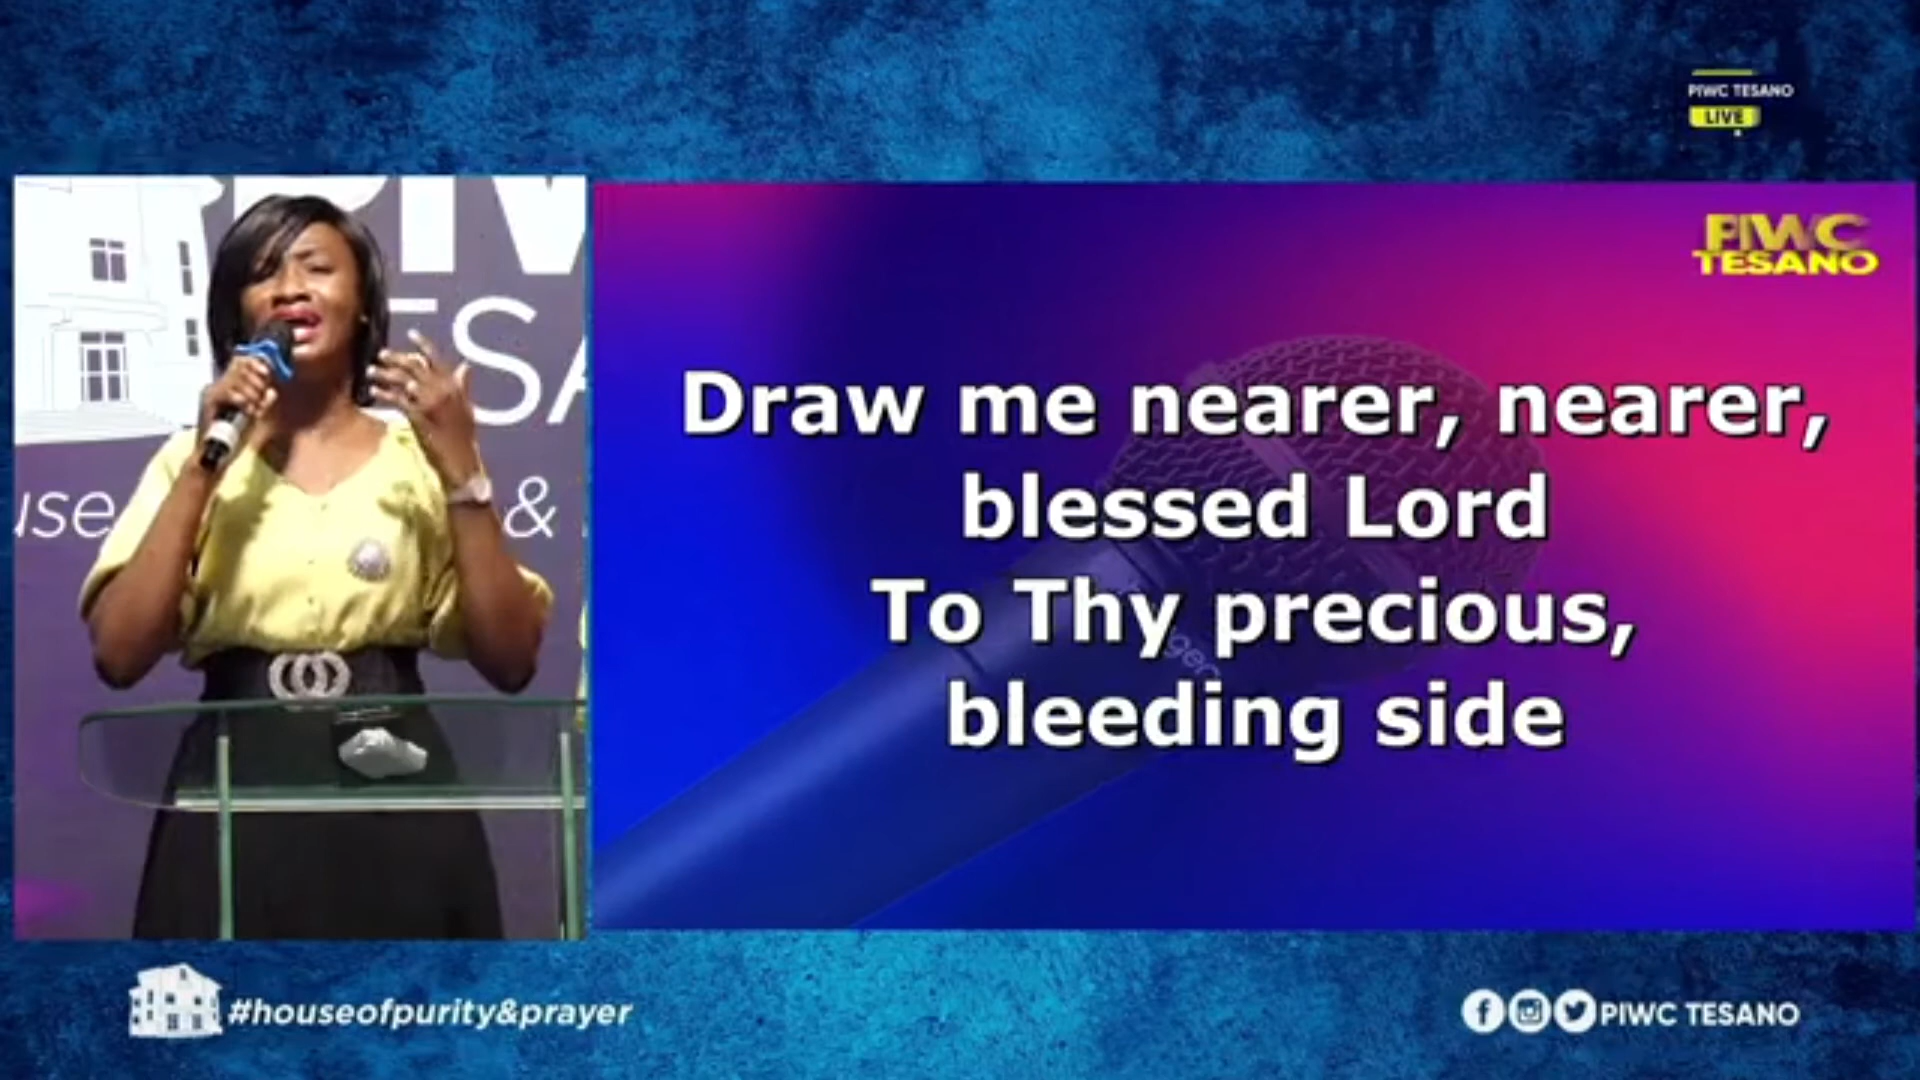 PIWC TESANO
LIVE
PIWC
TESANO
Draw me nearer, nearer,
blessed Lord
To Thy precious,
bleeding side
&
#houseofpurity&prayer
PIWC TESANO